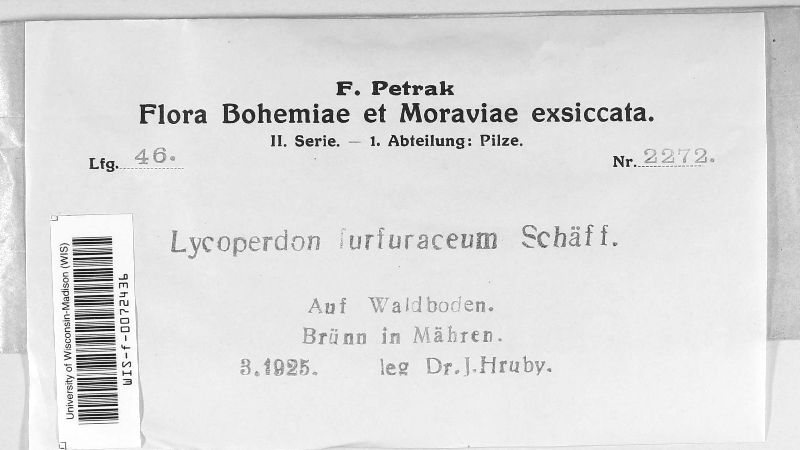 F. Petrak
Flora Bohemiae et Moraviae exsiccata.
II. Serie. — 1. Abteilung: Pilze.
Lfg. 46.
Nr. 2272.
Lycoperdon furfuraceum Schäff.
Auf Waldboden.
Brünn in Mähren.
3.1925. leg Dr. J. Hruby.
University of Wisconsin-Madison (WIS)
WIS-f-0072436